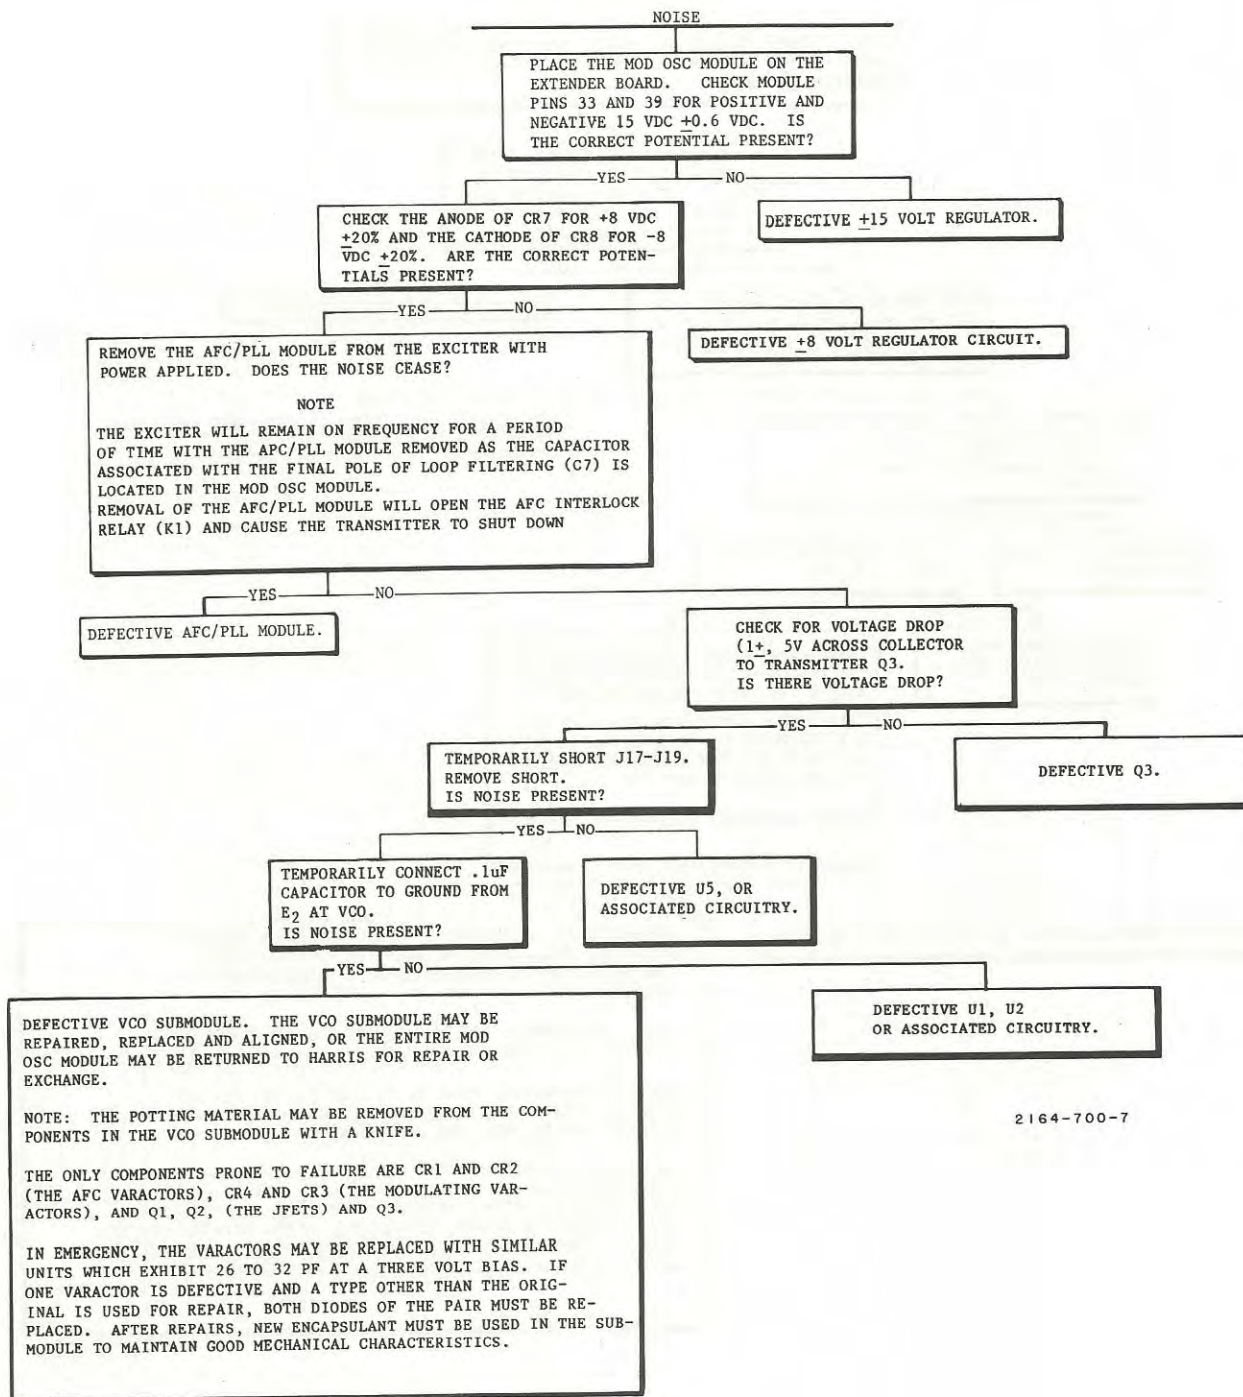 NOISE
PLACE THE MOD OSC MODULE ON THE
EXTENDER BOARD. CHECK MODULE
PINS 33 AND 39 FOR POSITIVE AND
NEGATIVE 15 VDC ±0.6 VDC. IS
THE CORRECT POTENTIAL PRESENT?
YES NO
CHECK THE ANODE OF CR7 FOR +8 VDC
±20% AND THE CATHODE OF CR8 FOR -8
VDC ±20%. ARE THE CORRECT POTEN-
TIALS PRESENT?
DEFECTIVE ±15 VOLT REGULATOR.
YES NO
REMOVE THE AFC/PLL MODULE FROM THE EXCITER WITH
POWER APPLIED. DOES THE NOISE CEASE?
NOTE
THE EXCITER WILL REMAIN ON FREQUENCY FOR A PERIOD
OF TIME WITH THE APC/PLL MODULE REMOVED AS THE CAPACITOR
ASSOCIATED WITH THE FINAL POLE OF LOOP FILTERING (C7) IS
LOCATED IN THE MOD OSC MODULE.
REMOVAL OF THE AFC/PLL MODULE WILL OPEN THE AFC INTERLOCK
RELAY (K1) AND CAUSE THE TRANSMITTER TO SHUT DOWN
DEFECTIVE ±8 VOLT REGULATOR CIRCUIT.
YES NO
DEFECTIVE AFC/PLL MODULE.
CHECK FOR VOLTAGE DROP
(1±, 5V ACROSS COLLECTOR
TO TRANSMITTER Q3.
IS THERE VOLTAGE DROP?
YES NO
TEMPORARILY SHORT J17-J19.
REMOVE SHORT.
IS NOISE PRESENT?
DEFECTIVE Q3.
YES NO
TEMPORARILY CONNECT .1uF
CAPACITOR TO GROUND FROM
E2 AT VCO.
IS NOISE PRESENT?
DEFECTIVE U5, OR
ASSOCIATED CIRCUITRY.
YES NO
DEFECTIVE VCO SUBMODULE. THE VCO SUBMODULE MAY BE
REPAIRED, REPLACED AND ALIGNED, OR THE ENTIRE MOD
OSC MODULE MAY BE RETURNED TO HARRIS FOR REPAIR OR
EXCHANGE.
NOTE: THE POTTING MATERIAL MAY BE REMOVED FROM THE COM-
PONENTS IN THE VCO SUBMODULE WITH A KNIFE.
THE ONLY COMPONENTS PRONE TO FAILURE ARE CR1 AND CR2
(THE AFC VARACTORS), CR4 AND CR3 (THE MODULATING VAR-
ACTORS), AND Q1, Q2, (THE JFETS) AND Q3.
IN EMERGENCY, THE VARACTORS MAY BE REPLACED WITH SIMILAR
UNITS WHICH EXHIBIT 26 TO 32 PF AT A THREE VOLT BIAS. IF
ONE VARACTOR IS DEFECTIVE AND A TYPE OTHER THAN THE ORIG-
INAL IS USED FOR REPAIR, BOTH DIODES OF THE PAIR MUST BE RE-
PLACED. AFTER REPAIRS, NEW ENCAPSULANT MUST BE USED IN THE SUB-
MODULE TO MAINTAIN GOOD MECHANICAL CHARACTERISTICS.
DEFECTIVE U1, U2
OR ASSOCIATED CIRCUITRY.
2164-700-7